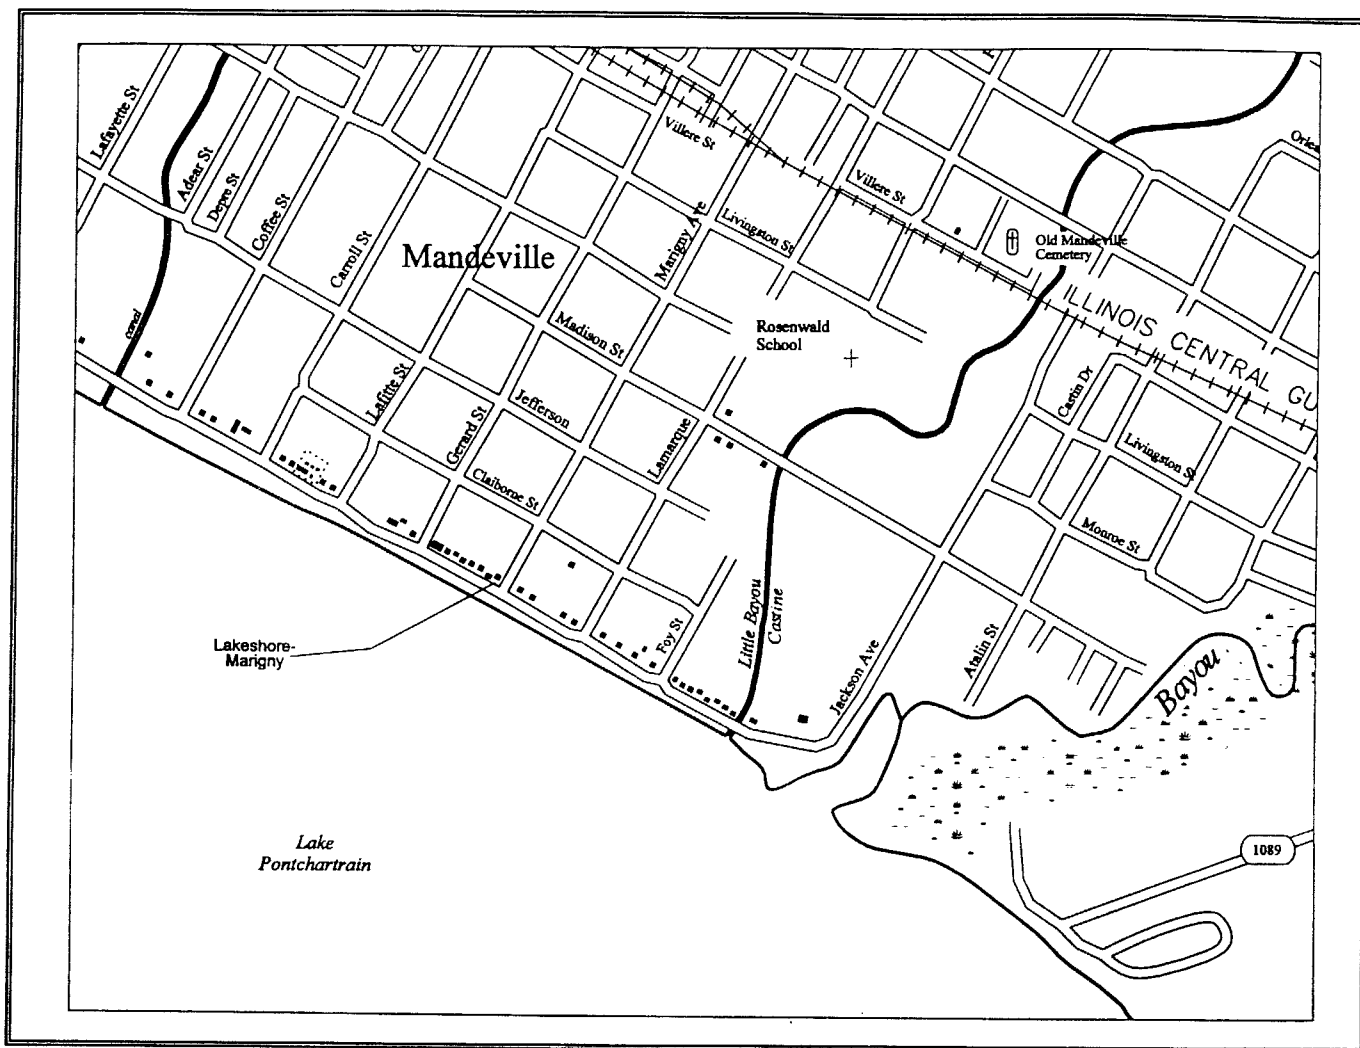 Lafayette St
Adear St
Depre St
Coffee St
Carroll St
canal
Mandeville
Villere St
Marigny Ave
Livingston St
Villere St
Old Mandeville
Cemetery
ILLINOIS CENTRAL GU
Rosenwald
School
Madison St
Lafitte St
Jefferson
Gerard St
Claiborne St
Lamarque
Castin Dr
Livingston St
Monroe St
Little Bayou
Castine
Foy St
Jackson Ave
Atalin St
Bayou
Lakeshore-
Marigny
Lake
Pontchartrain
1089